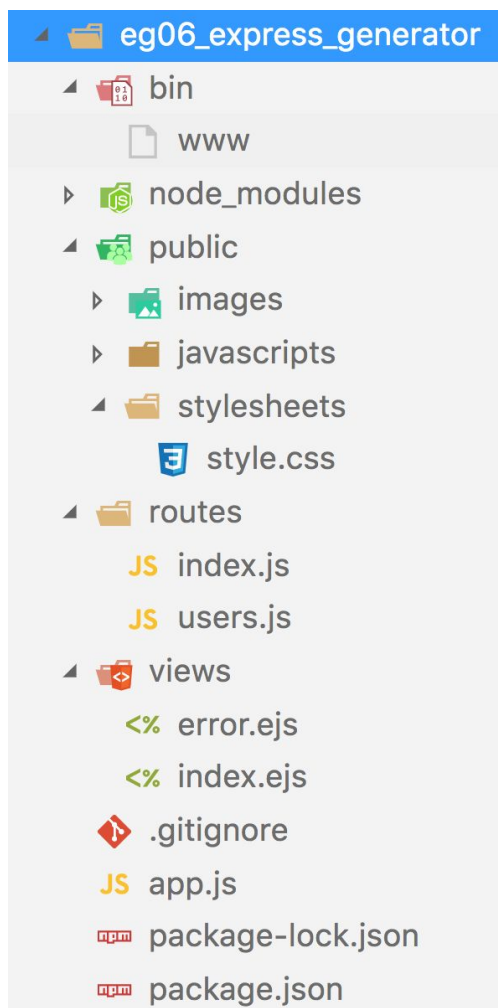 eg06_express_generator
bin
www
node_modules
public
images
javascripts
stylesheets
style.css
routes
JS index.js
JS users.js
views
<% error.ejs
<% index.ejs
.gitignore
JS app.js
npm package-lock.json
npm package.json